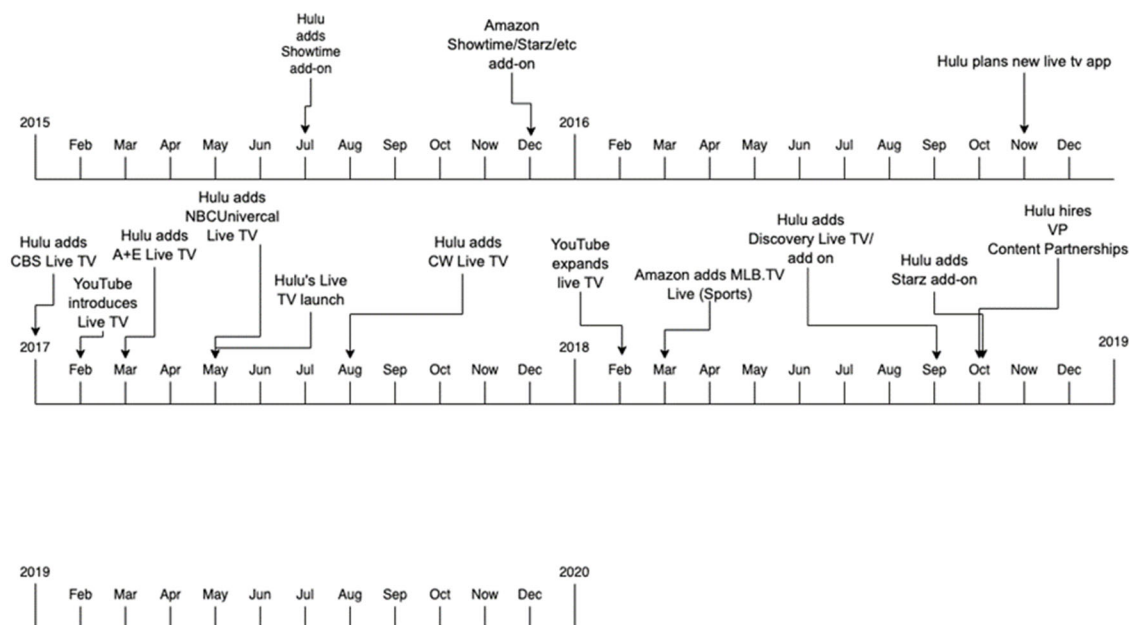 Hulu
adds
Showtime
add-on
Amazon
Showtime/Starz/etc
add-on
Hulu plans new live tv app
2015
2016
Feb Mar Apr May Jun Jul Aug Sep Oct Now Dec Feb Mar Apr May Jun Jul Aug Sep Oct Now Dec
Hulu adds
CBS Live TV
YouTube
introduces
Live TV
Hulu adds
A+E Live TV
Hulu adds
NBCUnivercal
Live TV
Hulu's Live
TV launch
Hulu adds
CW Live TV
YouTube
expands
live TV
Amazon adds MLB.TV
Live (Sports)
Hulu adds
Discovery Live TV/
add on
Hulu adds
Starz add-on
Hulu hires
VP
Content Partnerships
2017
2018
2019
Feb Mar Apr May Jun Jul Aug Sep Oct Now Dec Feb Mar Apr May Jun Jul Aug Sep Oct Now Dec
2019
2020
Feb Mar Apr May Jun Jul Aug Sep Oct Now Dec